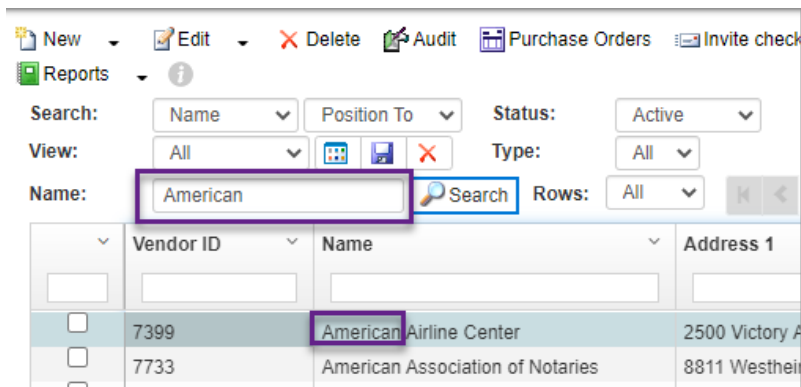 New Edit Delete Audit Purchase Orders Invite check
Reports
Search: Name Position To Status: Active
View: All Type: All
Name: American Search Rows: All
Vendor ID Name Address 1
7399 American Airline Center 2500 Victory A
7733 American Association of Notaries 8811 Westhei